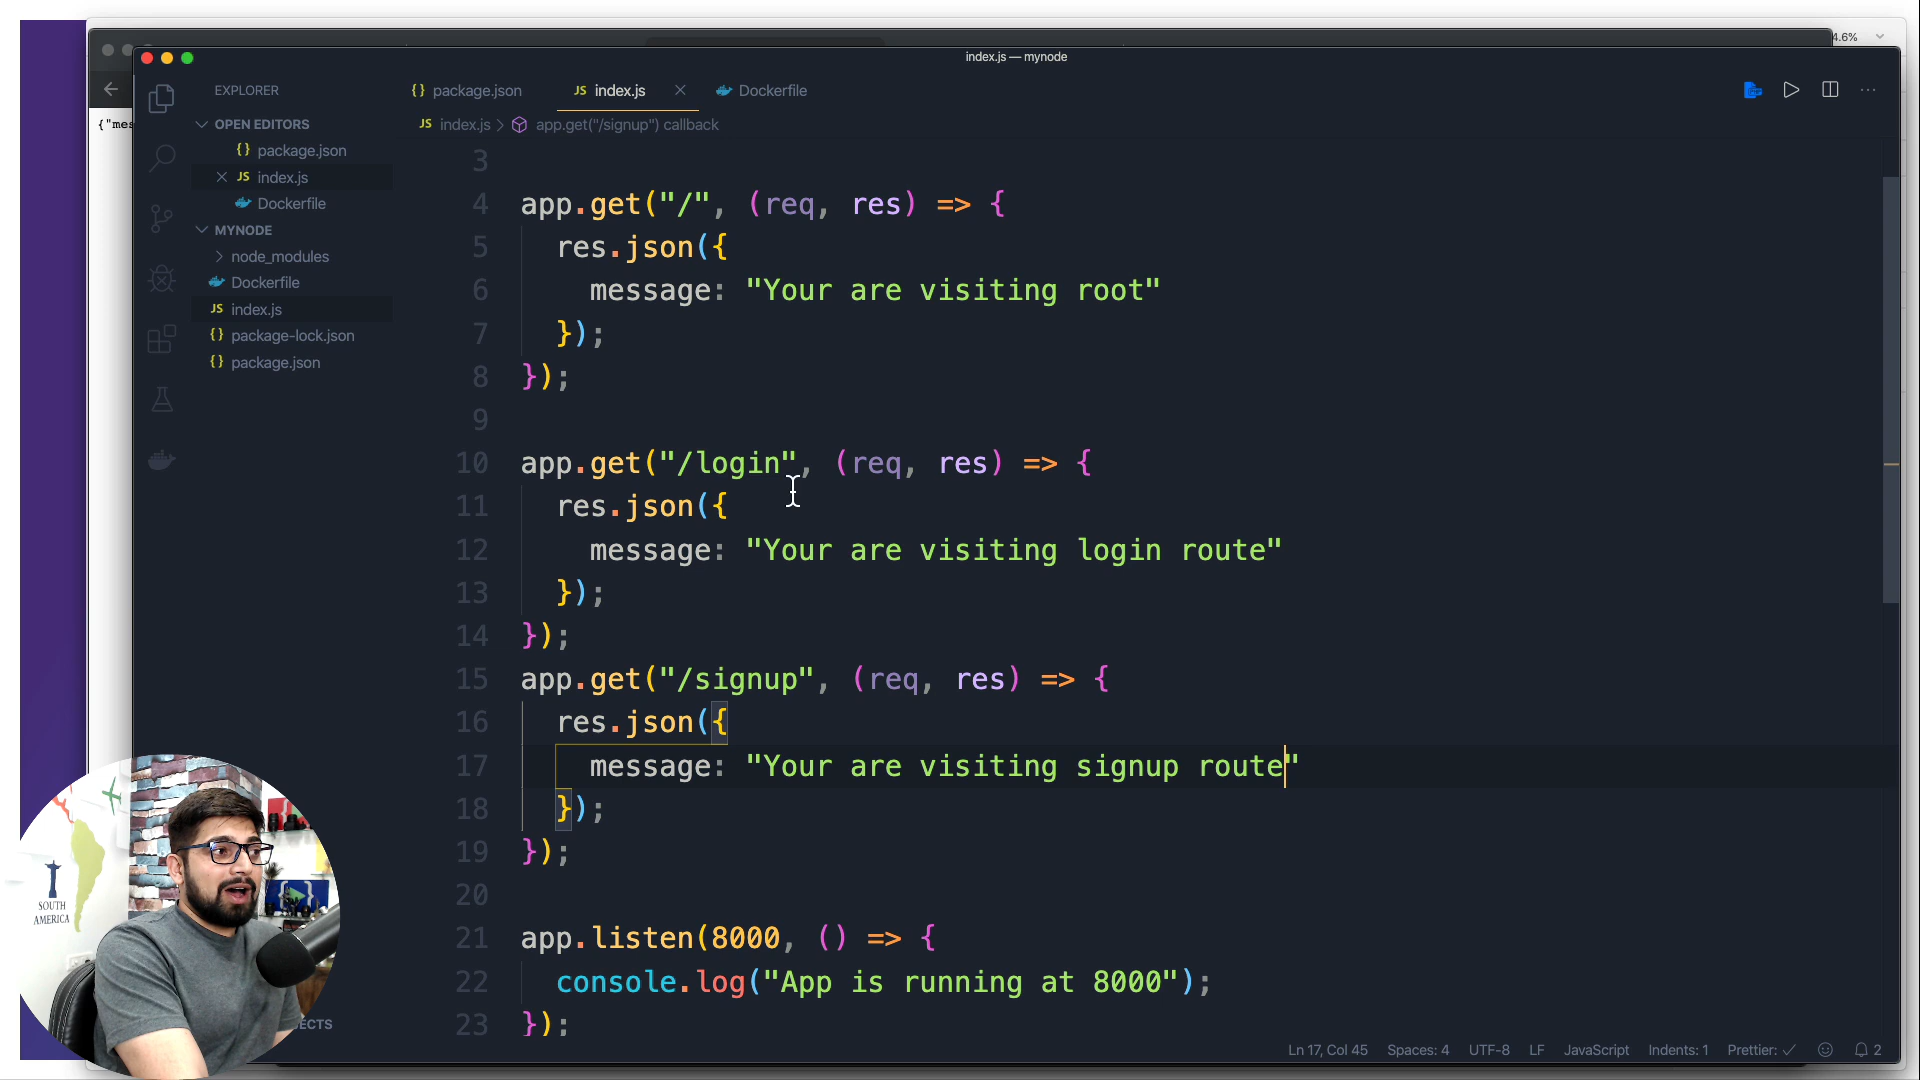 4.6%
index.js — mynode
{"mes
EXPLORER
{} package.json
JS index.js
Dockerfile
OPEN EDITORS
{} package.json
JS index.js
Dockerfile
MYNODE
node_modules
Dockerfile
JS index.js
{} package-lock.json
{} package.json
JS index.js > app.get("/signup") callback
3
4 app.get("/", (req, res) => {
5 res.json({
6 message: "Your are visiting root"
7 });
8 });
9
10 app.get("/login", (req, res) => {
11 res.json({
12 message: "Your are visiting login route"
13 });
14 });
15 app.get("/signup", (req, res) => {
16 res.json({
17 message: "Your are visiting signup route"
18 });
19 });
20
21 app.listen(8000, () => {
22 console.log("App is running at 8000");
23 });
SOUTH
AMERICA
ECTS
Ln 17, Col 45 Spaces: 4 UTF-8 LF JavaScript Indents: 1 Prettier: ✓ 2